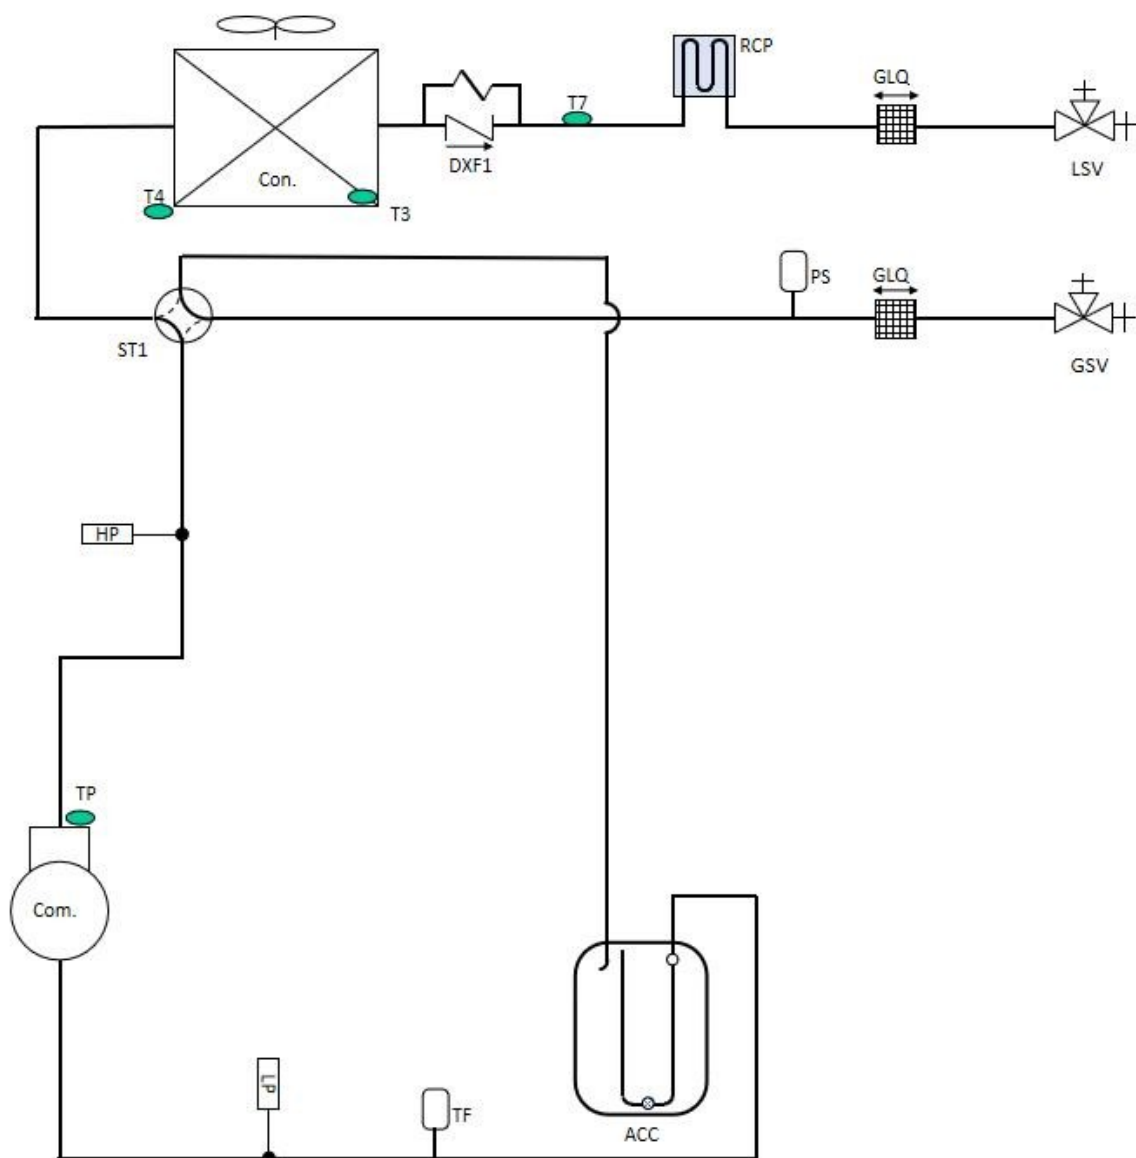 RCP
GLQ
T7
DXF1
LSV
Con.
T4
T3
PS
GLQ
ST1
GSV
HP
TP
Com.
LP
TF
ACC